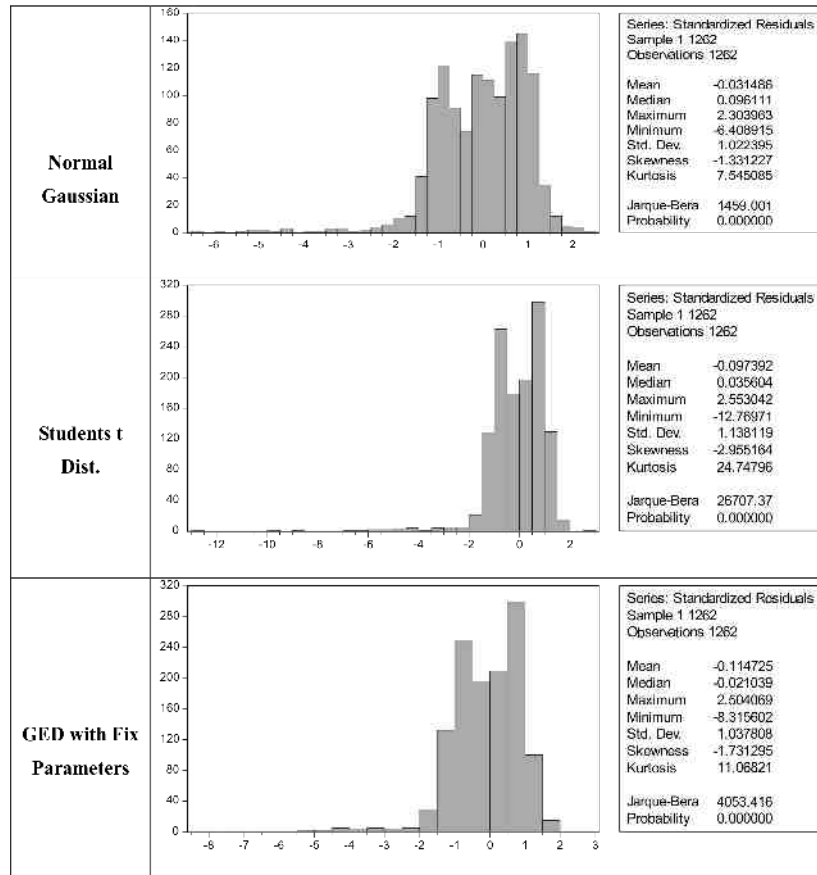 Normal
Gaussian
160
140
120
100
80
60
40
20
0
-6 -5 -4 -3 -2 -1 0 1 2
Series: Standardized Residuals
Sample 1 1262
Observations 1262
Mean -0.031486
Median 0.096111
Maximum 2.303963
Minimum -6.408915
Std. Dev. 1.022395
Skewness -1.331227
Kurtosis 7.545085
Jarque-Bera 1459.001
Probability 0.000000
Students t
Dist.
320
280
240
200
160
120
80
40
0
-12 -10 -8 -6 -4 -2 0 2
Series: Standardized Residuals
Sample 1 1262
Observations 1262
Mean -0.097392
Median 0.035604
Maximum 2.553042
Minimum -12.76971
Std. Dev. 1.138119
Skewness -2.955164
Kurtosis 24.74796
Jarque-Bera 26707.37
Probability 0.000000
GED with Fix
Parameters
320
280
240
200
160
120
80
40
0
-8 -7 -6 -5 -4 -3 -2 -1 0 1 2 3
Series: Standardized Residuals
Sample 1 1262
Observations 1262
Mean -0.114725
Median -0.021039
Maximum 2.504069
Minimum -8.315602
Std. Dev. 1.037808
Skewness -1.731295
Kurtosis 11.06821
Jarque-Bera 4053.416
Probability 0.000000